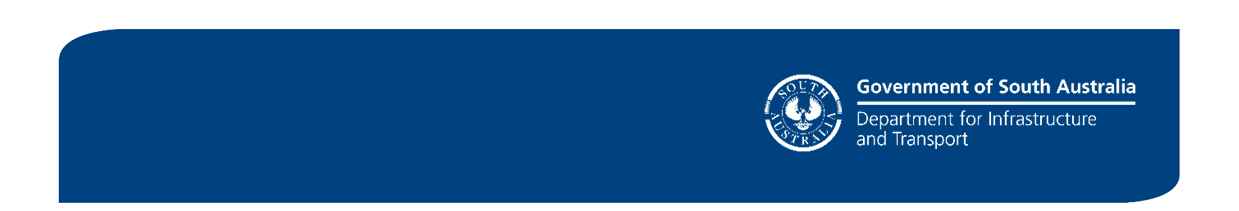 SOUTH
AUSTRALIA
Government of South Australia
Department for Infrastructure
and Transport